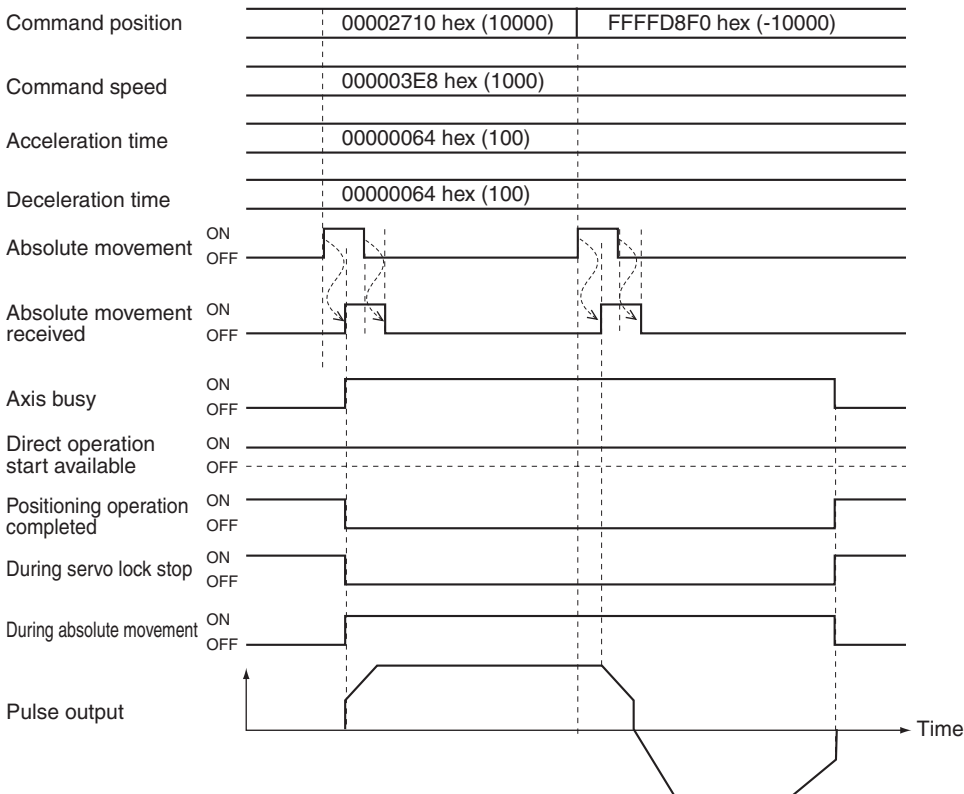 Command position
00002710 hex (10000)
FFFFD8F0 hex (-10000)
Command speed
000003E8 hex (1000)
Acceleration time
00000064 hex (100)
Deceleration time
00000064 hex (100)
Absolute movement
ON
OFF
Absolute movement
received
ON
OFF
Axis busy
ON
OFF
Direct operation
start available
ON
OFF
Positioning operation
completed
ON
OFF
During servo lock stop
ON
OFF
During absolute movement
ON
OFF
Pulse output
Time